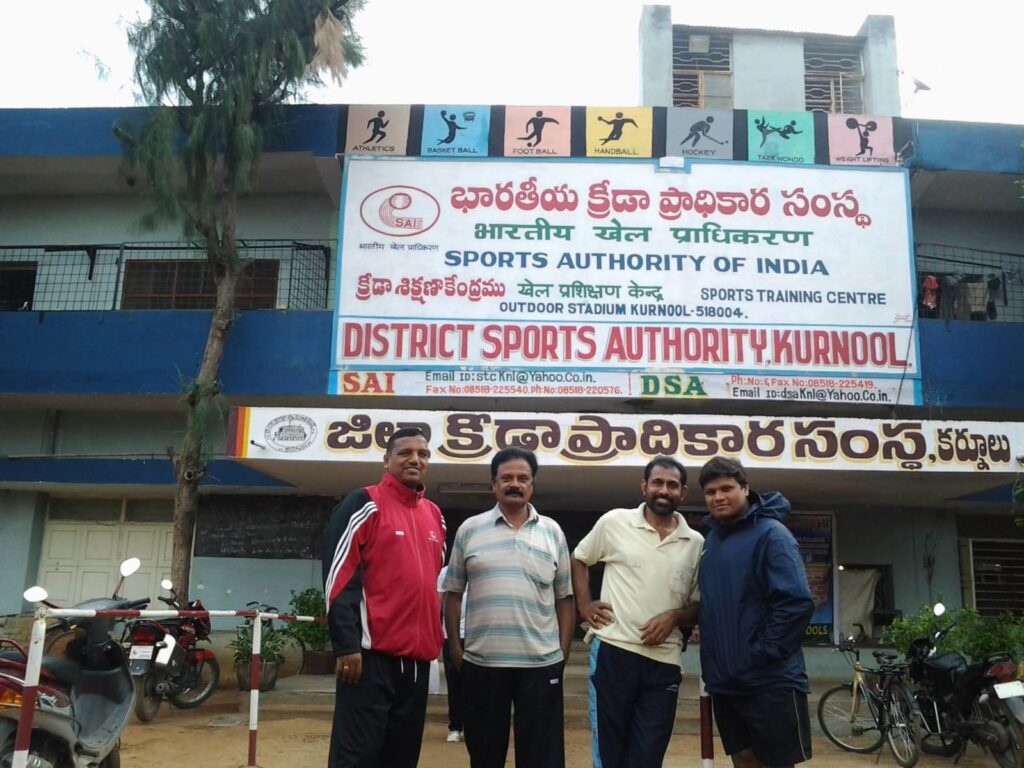 ATHLETICS
BASKET BALL
FOOT BALL
HANDBALL
HOCKEY
TAEKWONDO
WEIGHT LIFTING
SAI
भारतीय खेल प्राधिकरण
భారతీయ క్రీడా ప్రాధికార సంస్థ
भारतीय खेल प्राधिकरण
SPORTS AUTHORITY OF INDIA
క్రీడా శిక్షణా కేంద్రము खेल प्रशिक्षण केन्द्र SPORTS TRAINING CENTRE
OUTDOOR STADIUM KURNOOL-518004.
DISTRICT SPORTS AUTHORITY, KURNOOL
SAI Email ID: stcKnl@Yahoo.Co.in.
Fax No:08518-225540. Ph:No:08518-220576.
DSA Ph:No: & Fax No:08518-225419.
Email ID: dsaKnl@Yahoo.Co.in.
జిల్లా క్రీడా ప్రాధికార సంస్థ, కర్నూలు